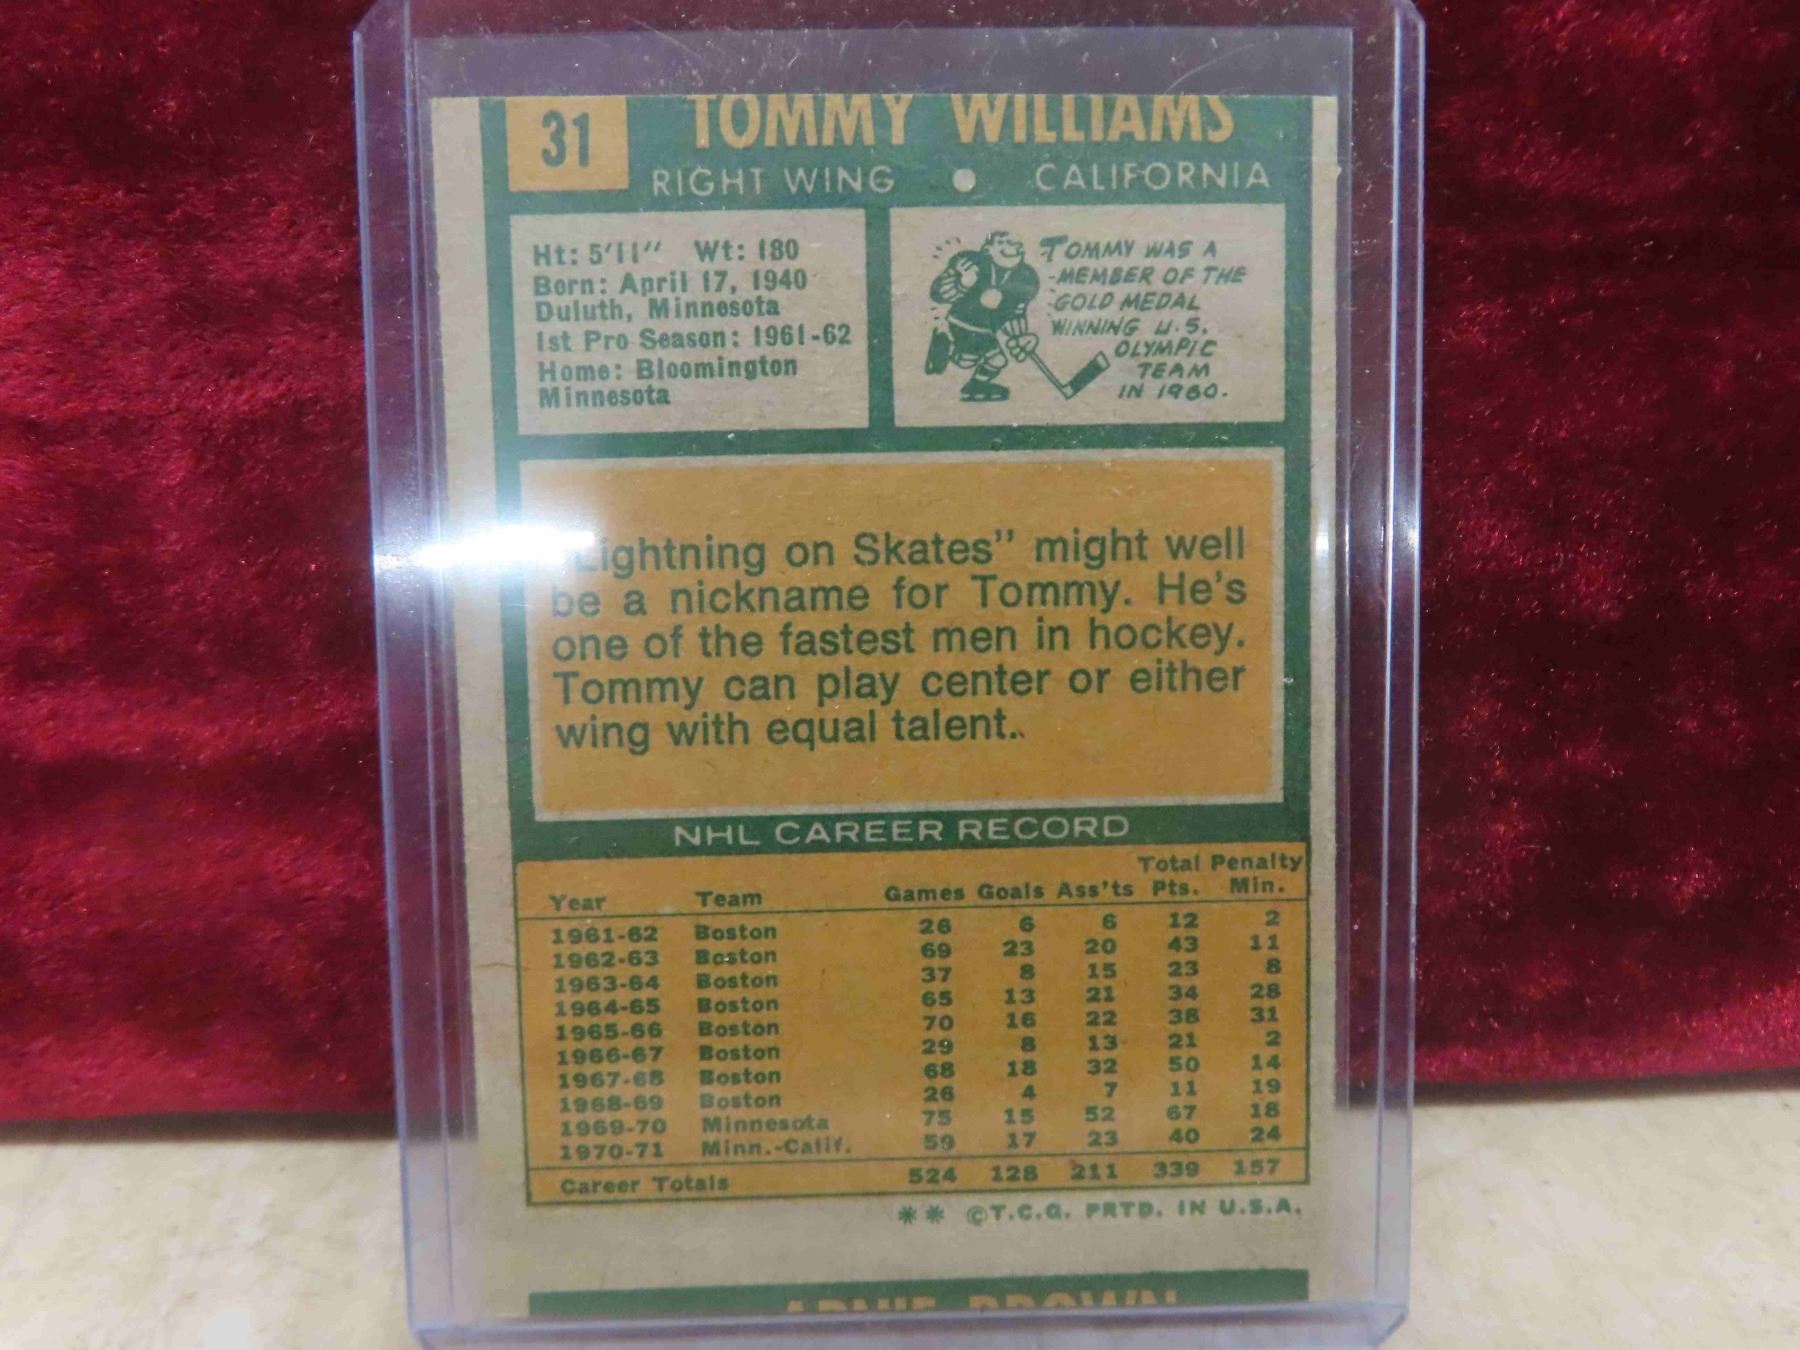 31
TOMMY WILLIAMS
RIGHT WING • CALIFORNIA
Ht: 5'11" Wt: 180
Born: April 17, 1940
Duluth, Minnesota
1st Pro Season: 1961-62
Home: Bloomington
Minnesota
TOMMY WAS A
MEMBER OF THE
GOLD MEDAL
WINNING U.S.
OLYMPIC
TEAM
IN 1960.
"Lightning on Skates" might well
be a nickname for Tommy. He's
one of the fastest men in hockey.
Tommy can play center or either
wing with equal talent..
NHL CAREER RECORD
Total Penalty
Year Team Games Goals Ass'ts Pts. Min.
1961-62 Boston 26 6 6 12 2
1962-63 Boston 69 23 20 43 11
1963-64 Boston 37 8 15 23 8
1964-65 Boston 65 13 21 34 28
1965-66 Boston 70 16 22 38 31
1966-67 Boston 29 8 13 21 2
1967-68 Boston 68 18 32 50 14
1968-69 Boston 26 4 7 11 19
1969-70 Minnesota 75 15 52 67 18
1970-71 Minn.-Calif. 59 17 23 40 24
Career Totals 524 128 211 339 157
** ©T.C.G. PRTD. IN U.S.A.
ARNIE BROWN